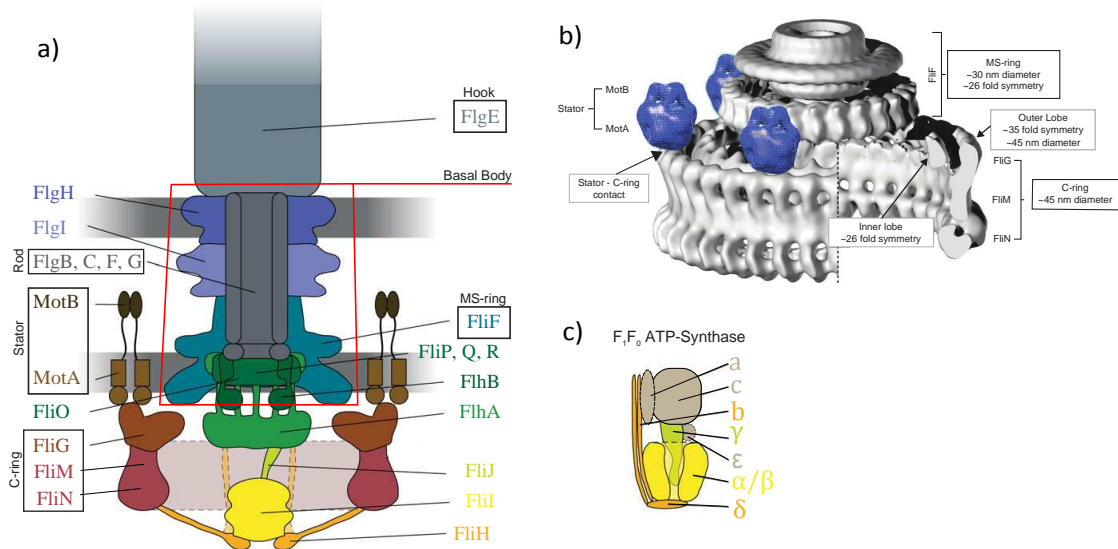 a)
Hook
FlgE
Basal Body
FlgH
FlgI
Rod
FlgB, C, F, G
MS-ring
FliF
Stator
MotB
MotA
FliP, Q, R
FlhB
FliO
FlhA
C-ring
FliG
FliM
FliN
FliJ
FliI
FliH
b)
Stator
MotB
MotA
Stator - C-ring
contact
FliF
MS-ring
~30 nm diameter
~26 fold symmetry
Outer Lobe
~35 fold symmetry
~45 nm diameter
FliG
FliM
FliN
C-ring
~45 nm diameter
Inner lobe
~26 fold symmetry
c)
F1F0 ATP-Synthase
a
c
b
γ
ε
α/β
δ